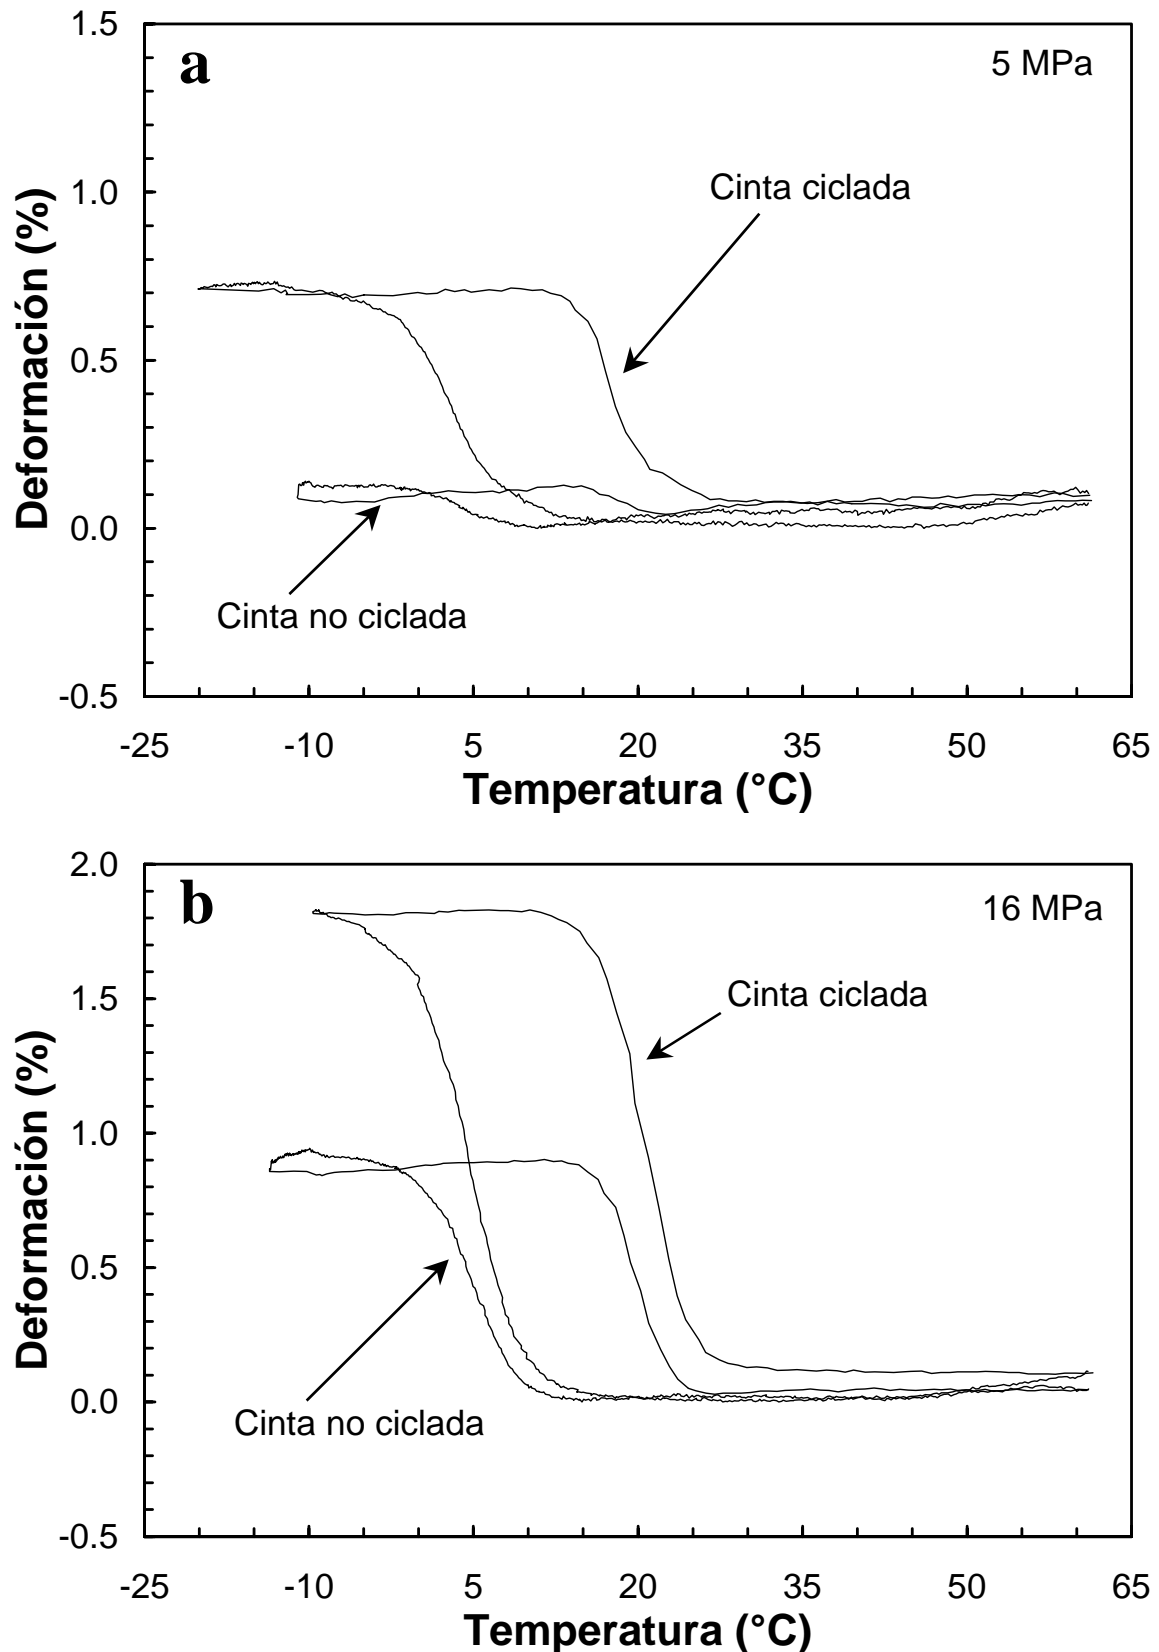 1.5
a
5 MPa
1.0
Cinta ciclada
0.5
0.0
Cinta no ciclada
-0.5
-25 -10 5 20 35 50 65
Deformación (%)
Temperatura (°C)
2.0
b
16 MPa
1.5
Cinta ciclada
1.0
0.5
0.0
Cinta no ciclada
-0.5
-25 -10 5 20 35 50 65
Deformación (%)
Temperatura (°C)